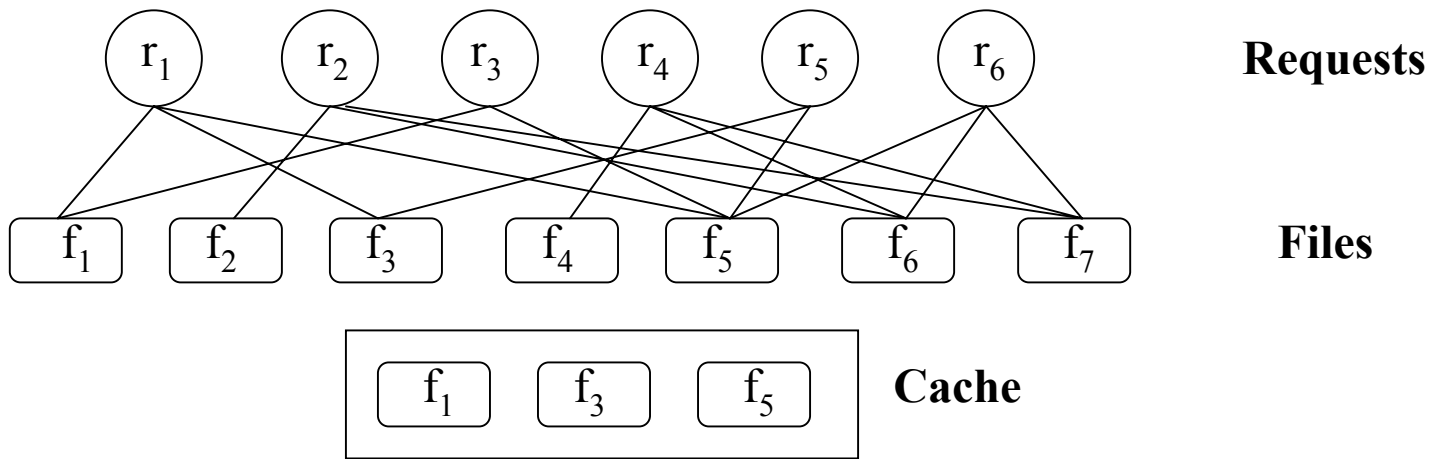 r₁ r₂ r₃ r₄ r₅ r₆ Requests
f₁ f₂ f₃ f₄ f₅ f₆ f₇ Files
f₁ f₃ f₅ Cache